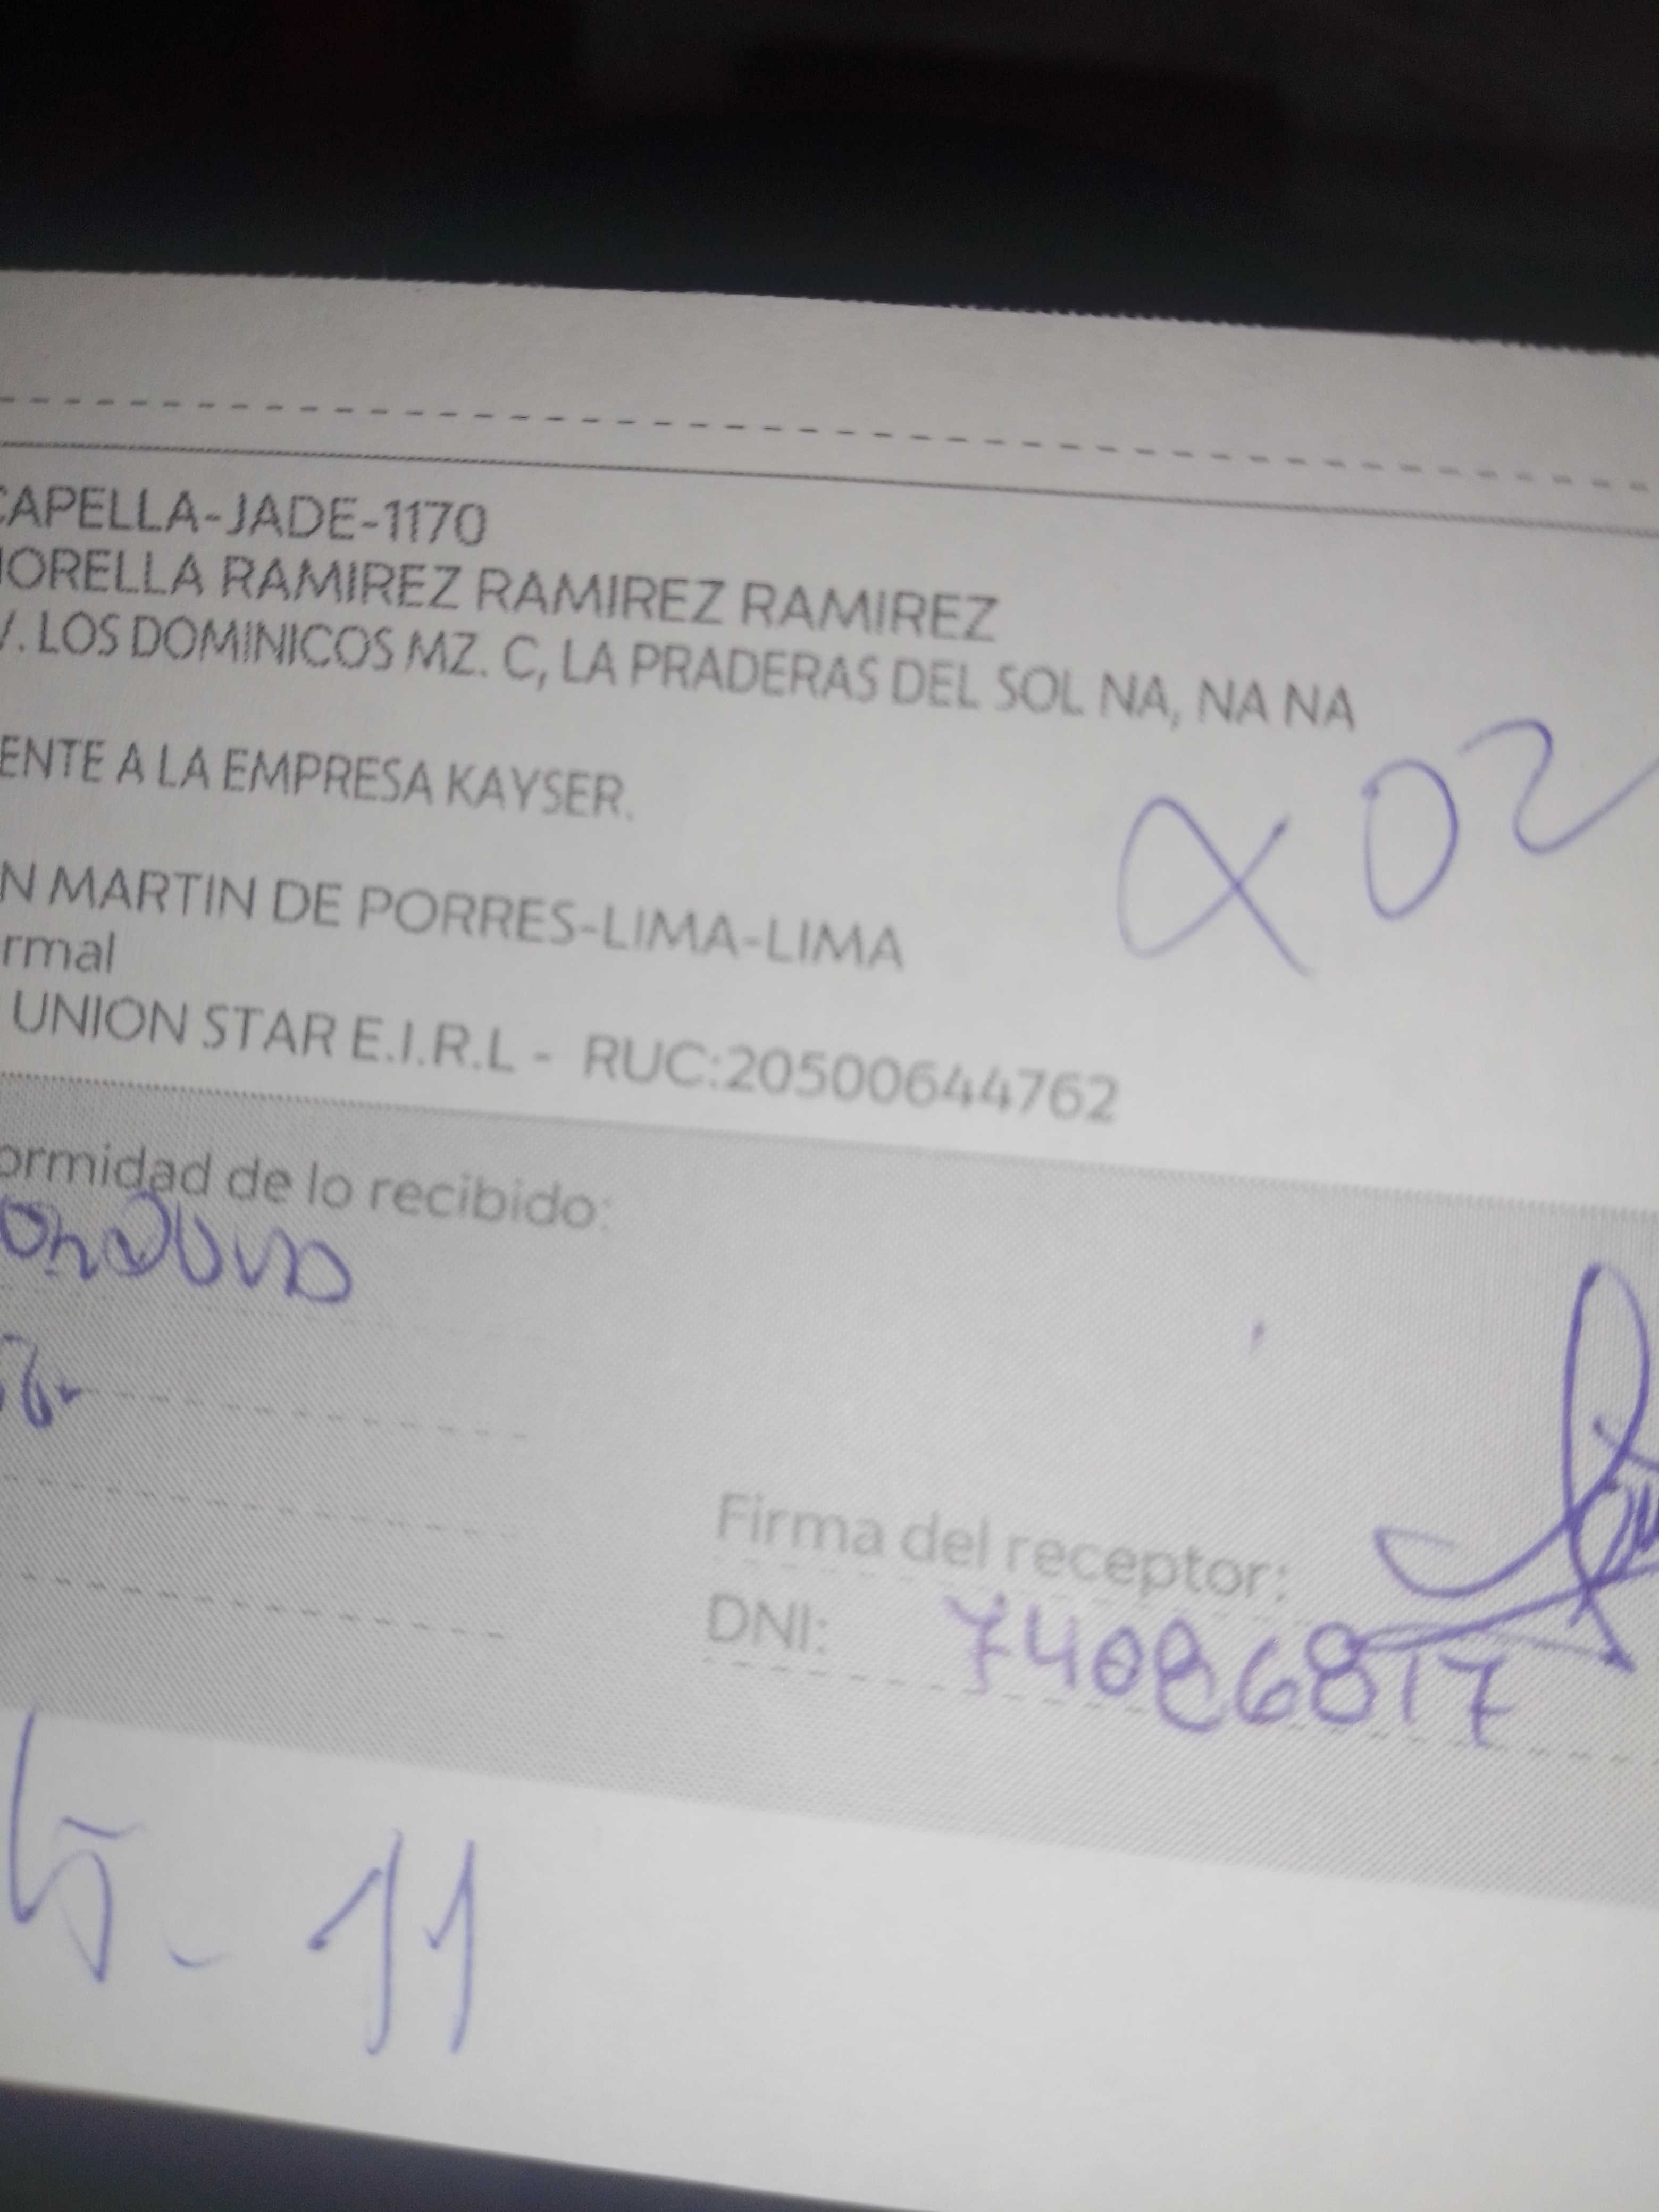 CAPELLA-JADE-1170
IORELLA RAMIREZ RAMIREZ RAMIREZ
V. LOS DOMINICOS MZ. C, LA PRADERAS DEL SOL NA, NA NA
ENTE A LA EMPRESA KAYSER.
x 02
N MARTIN DE PORRES-LIMA-LIMA
rmal
UNION STAR E.I.R.L - RUC:20500644762
ormidad de lo recibido:
Firma del receptor:
DNI: 74086817
5- 11